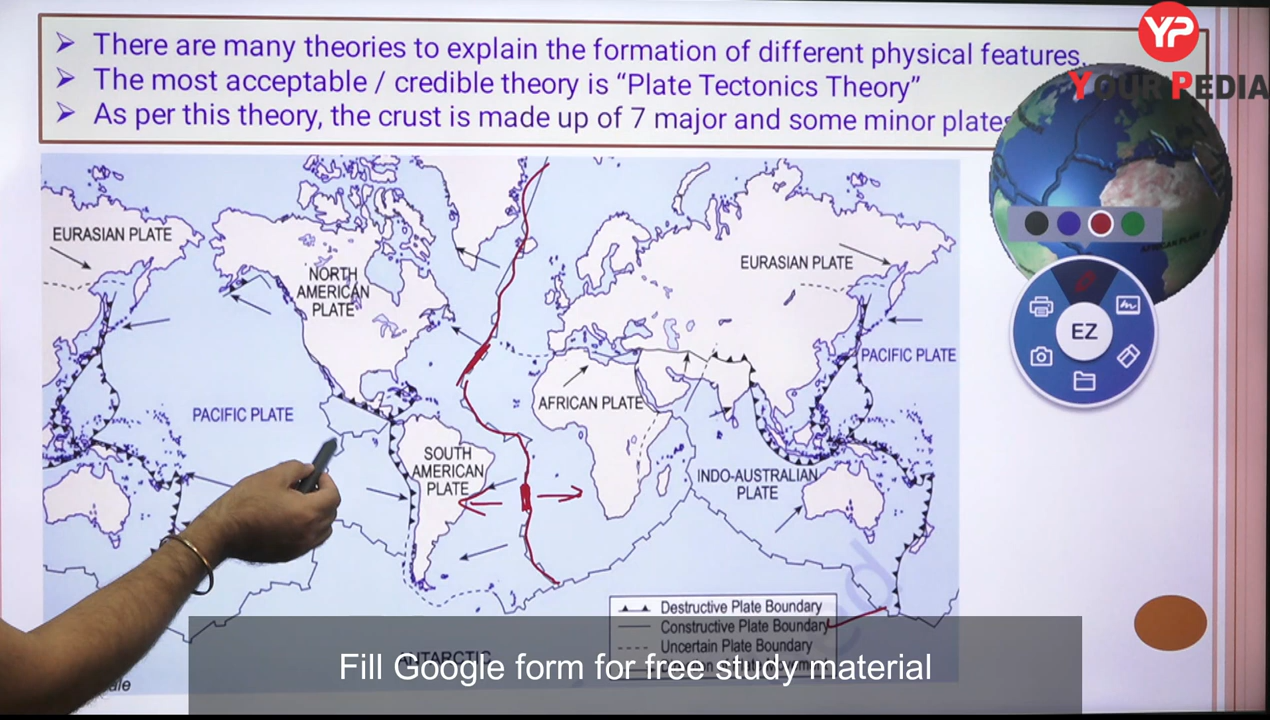 ➢ There are many theories to explain the formation of different physical features.
➢ The most acceptable / credible theory is “Plate Tectonics Theory”
➢ As per this theory, the crust is made up of 7 major and some minor plates
YP
YOUR PEDIA
EURASIAN PLATE
NORTH
AMERICAN
PLATE
EURASIAN PLATE
AFRICAN PLATE
EZ
PACIFIC PLATE
PACIFIC PLATE
AFRICAN PLATE
SOUTH
AMERICAN
PLATE
INDO-AUSTRALIAN
PLATE
Destructive Plate Boundary
Constructive Plate Boundary
Uncertain Plate Boundary
ANTARCTIC
Fill Google form for free study material